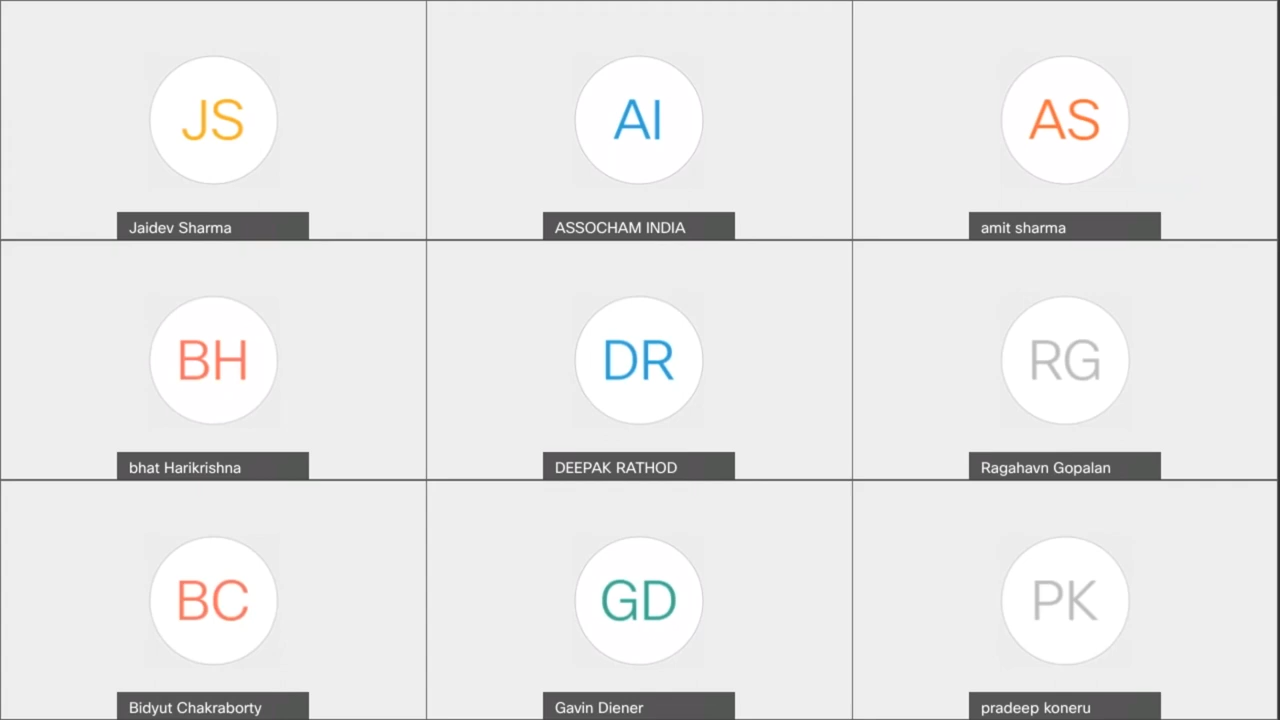 JS
AI
AS
Jaidev Sharma
ASSOCHAM INDIA
amit sharma
BH
DR
RG
bhat Harikrishna
DEEPAK RATHOD
Ragahavn Gopalan
BC
GD
PK
Bidyut Chakraborty
Gavin Diener
pradeep koneru